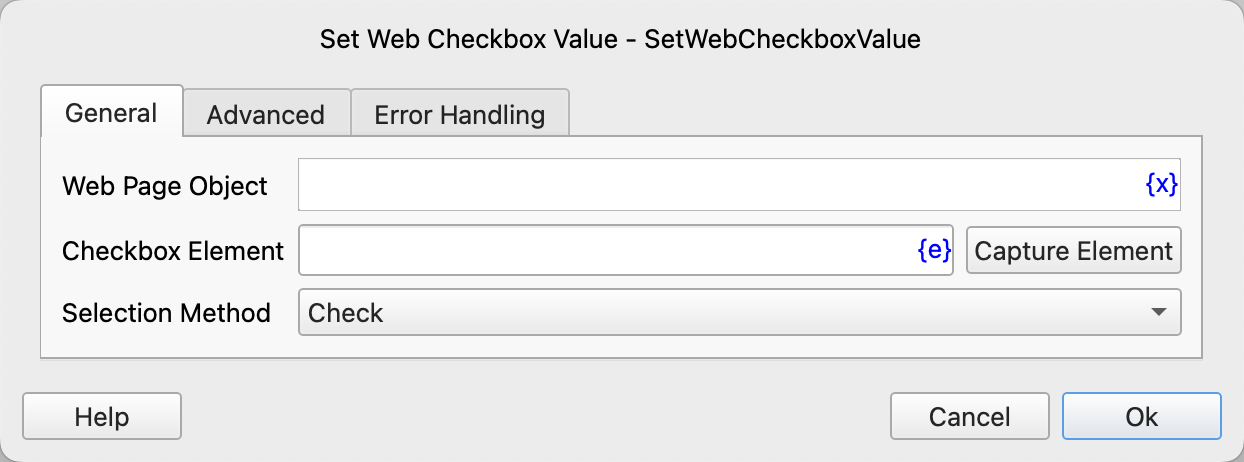 Set Web Checkbox Value - SetWebCheckboxValue
General Advanced Error Handling
Web Page Object {x}
Checkbox Element {e} Capture Element
Selection Method Check
Help Cancel Ok